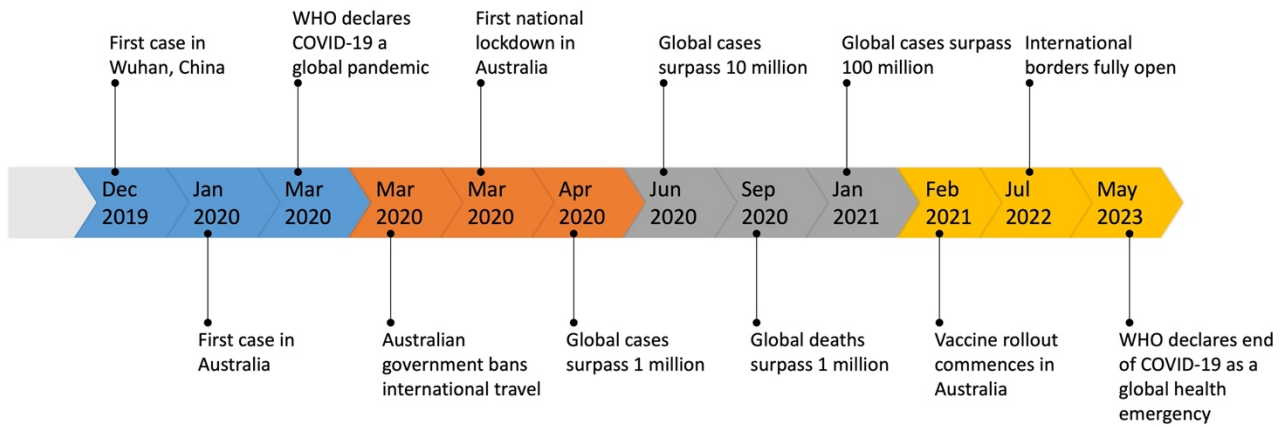 First case in
Wuhan, China
WHO declares
COVID-19 a
global pandemic
First national
lockdown in
Australia
Global cases
surpass 10 million
Global cases surpass
100 million
International
borders fully open
Dec
2019
Jan
2020
Mar
2020
Mar
2020
Mar
2020
Apr
2020
Jun
2020
Sep
2020
Jan
2021
Feb
2021
Jul
2022
May
2023
First case in
Australia
Australian
government bans
international travel
Global cases
surpass 1 million
Global deaths
surpass 1 million
Vaccine rollout
commences in
Australia
WHO declares end
of COVID-19 as a
global health
emergency